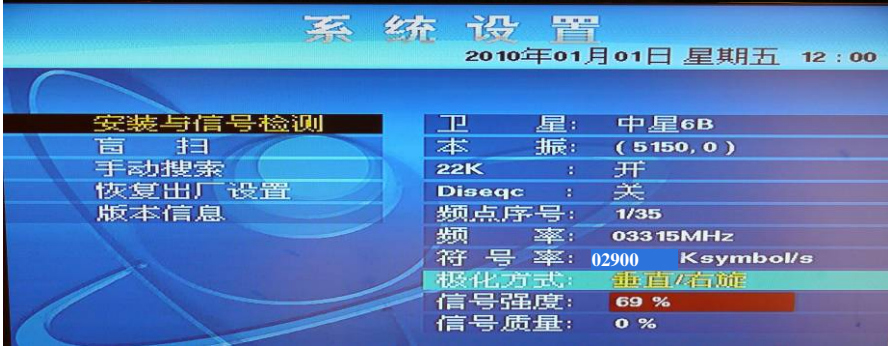 系统设置
2010年01月01日 星期五 12:00
安装与信号检测
盲扫
手动搜索
恢复出厂设置
版本信息
卫星: 中星6B
本振: (5150,0)
22K: 开
Diseqc: 关
频点序号: 1/35
频率: 03315MHz
符号率: 02900 Ksymbol/s
极化方式: 垂直/右旋
信号强度: 69 %
信号质量: 0 %